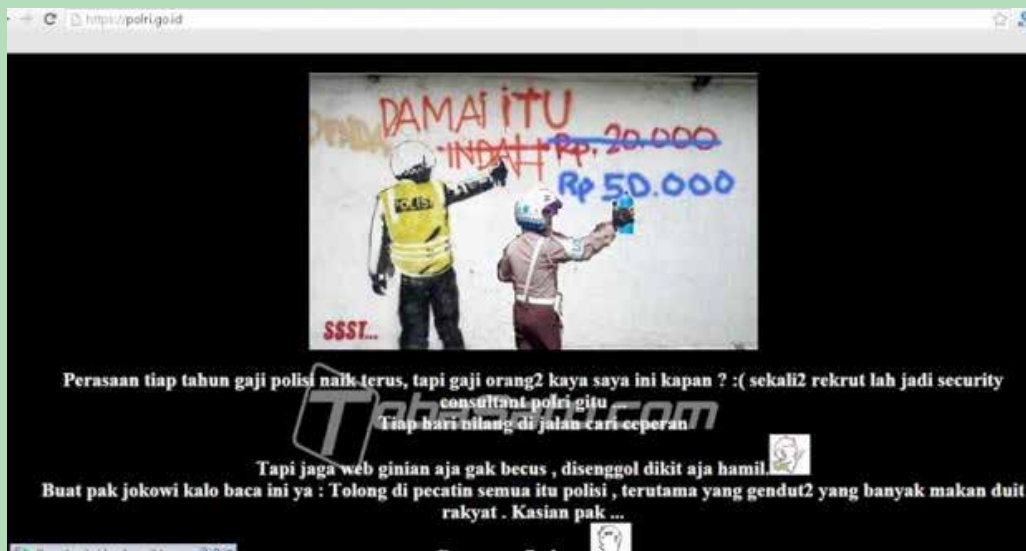 https://polri.go.id
DAMAI ITU
INDAH Rp. 20.000
Rp 50.000
POLISI
SSST...
Perasaan tiap tahun gaji polisi naik terus, tapi gaji orang2 kaya saya ini kapan ? :( sekali2 rekrut lah jadi security
consultant polri gitu ...
Tobasatu.com
Tiap hari nilang di jalan cari ceperan
Tapi jaga web ginian aja gak becus , disenggol dikit aja hamil.
Buat pak jokowi kalo baca ini ya : Tolong di pecatin semua itu polisi , terutama yang gendut2 yang banyak makan duit
rakyat . Kasian pak ...